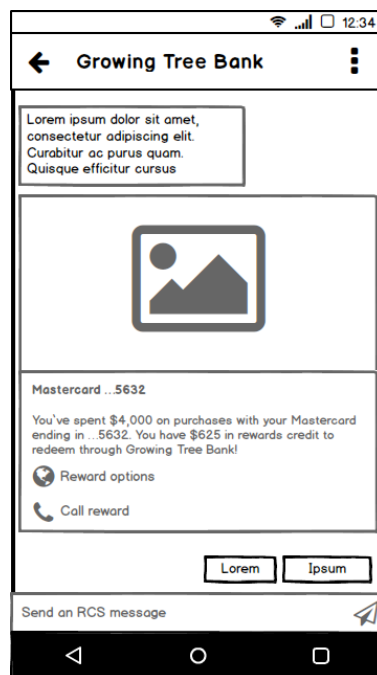 12:34
Growing Tree Bank
Lorem ipsum dolor sit amet,
consectetur adipiscing elit.
Curabitur ac purus quam.
Quisque efficitur cursus
Mastercard ...5632
You've spent $4,000 on purchases with your Mastercard
ending in ...5632. You have $625 in rewards credit to
redeem through Growing Tree Bank!
Reward options
Call reward
Lorem Ipsum
Send an RCS message